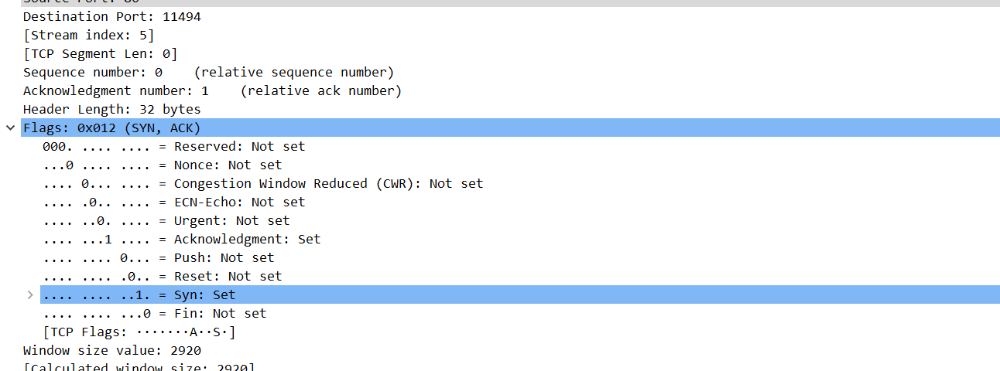 Source Port: 80
Destination Port: 11494
[Stream index: 5]
[TCP Segment Len: 0]
Sequence number: 0    (relative sequence number)
Acknowledgment number: 1    (relative ack number)
Header Length: 32 bytes
Flags: 0x012 (SYN, ACK)
000. .... .... = Reserved: Not set
...0 .... .... = Nonce: Not set
.... 0... .... = Congestion Window Reduced (CWR): Not set
.... .0.. .... = ECN-Echo: Not set
.... ..0. .... = Urgent: Not set
.... ...1 .... = Acknowledgment: Set
.... .... 0... = Push: Not set
.... .... .0.. = Reset: Not set
.... .... ..1. = Syn: Set
.... .... ...0 = Fin: Not set
[TCP Flags: ·······A··S·]
Window size value: 2920
[Calculated window size: 2920]